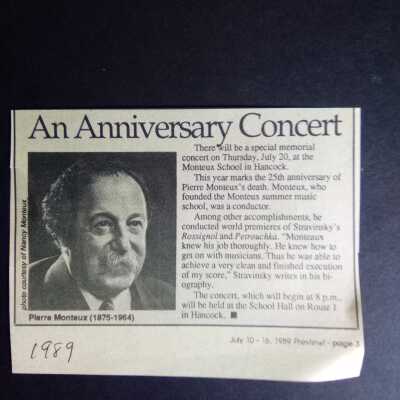 An Anniversary Concert
There will be a special memorial
concert on Thursday, July 20, at the
Monteux School in Hancock.
This year marks the 25th anniversary of
Pierre Monteux's death. Monteux, who
founded the Monteux summer music
school, was a conductor.
Among other accomplishments, he
conducted world premieres of Stravinsky's
Rossignol and Petrouchka. "Monteaux
knew his job thoroughly. He knew how to
get on with musicians. Thus he was able to
achieve a very clean and finished execution
of my score," Stravinsky writes in his bi-
ography.
The concert, which will begin at 8 p.m.,
will be held at the School Hall on Route 1
in Hancock. ■
photo courtesy of Nancy Monteux
Pierre Monteux (1875-1964)
July 10 - 16, 1989 Preview! - page 3
1989